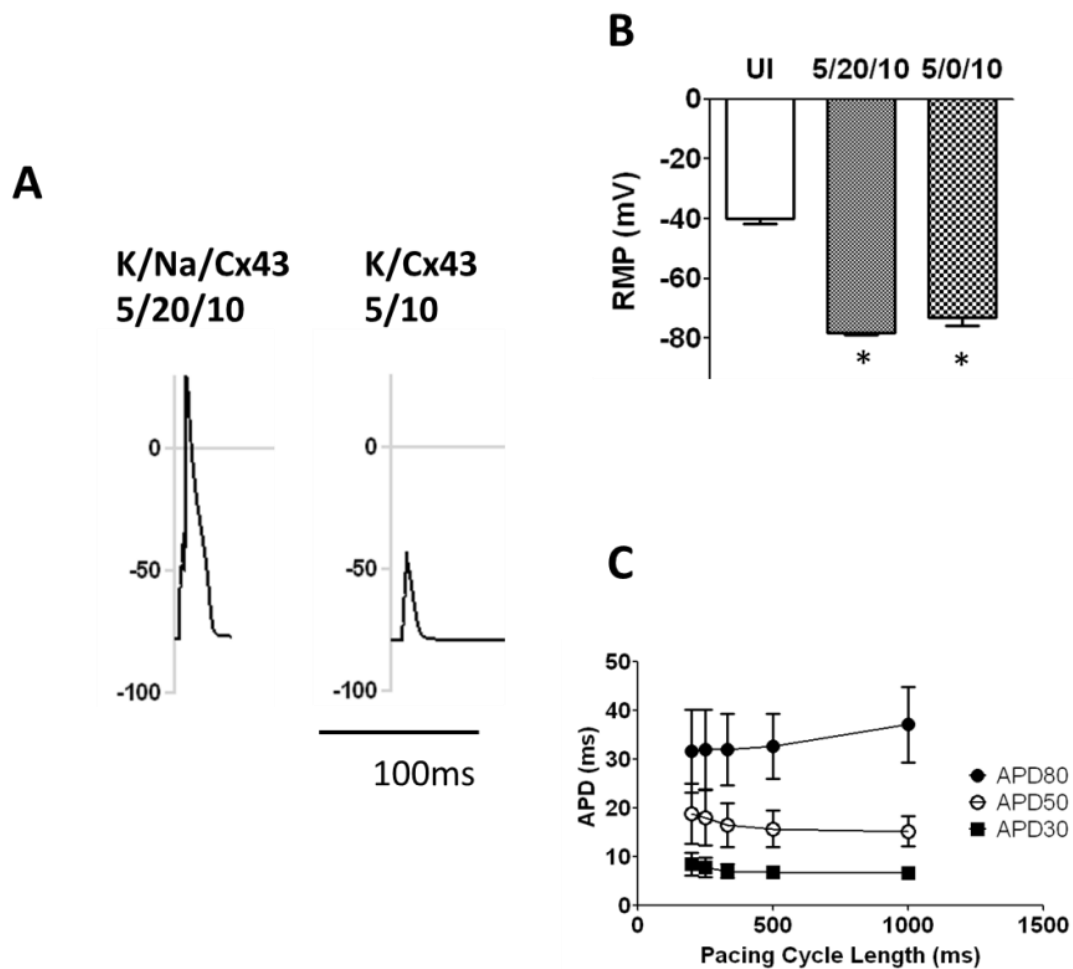 A
K/Na/Cx43
5/20/10
K/Cx43
5/10
0
-50
-100
0
-50
-100
100ms
B
UI 5/20/10 5/0/10
0
-20
-40
-60
-80
RMP (mV)
*
*
C
50
40
30
20
10
0
APD (ms)
0 500 1000 1500
Pacing Cycle Length (ms)
APD80
APD50
APD30